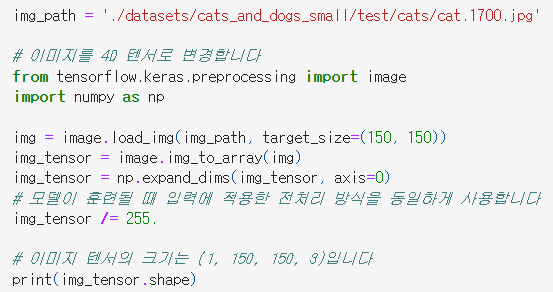 img_path = './datasets/cats_and_dogs_small/test/cats/cat.1700.jpg'
# 이미지를 4D 텐서로 변경합니다
from tensorflow.keras.preprocessing import image
import numpy as np
img = image.load_img(img_path, target_size=(150, 150))
img_tensor = image.img_to_array(img)
img_tensor = np.expand_dims(img_tensor, axis=0)
# 모델이 훈련될 때 입력에 적용한 전처리 방식을 동일하게 사용합니다
img_tensor /= 255.
# 이미지 텐서의 크기는 (1, 150, 150, 3)입니다
print(img_tensor.shape)